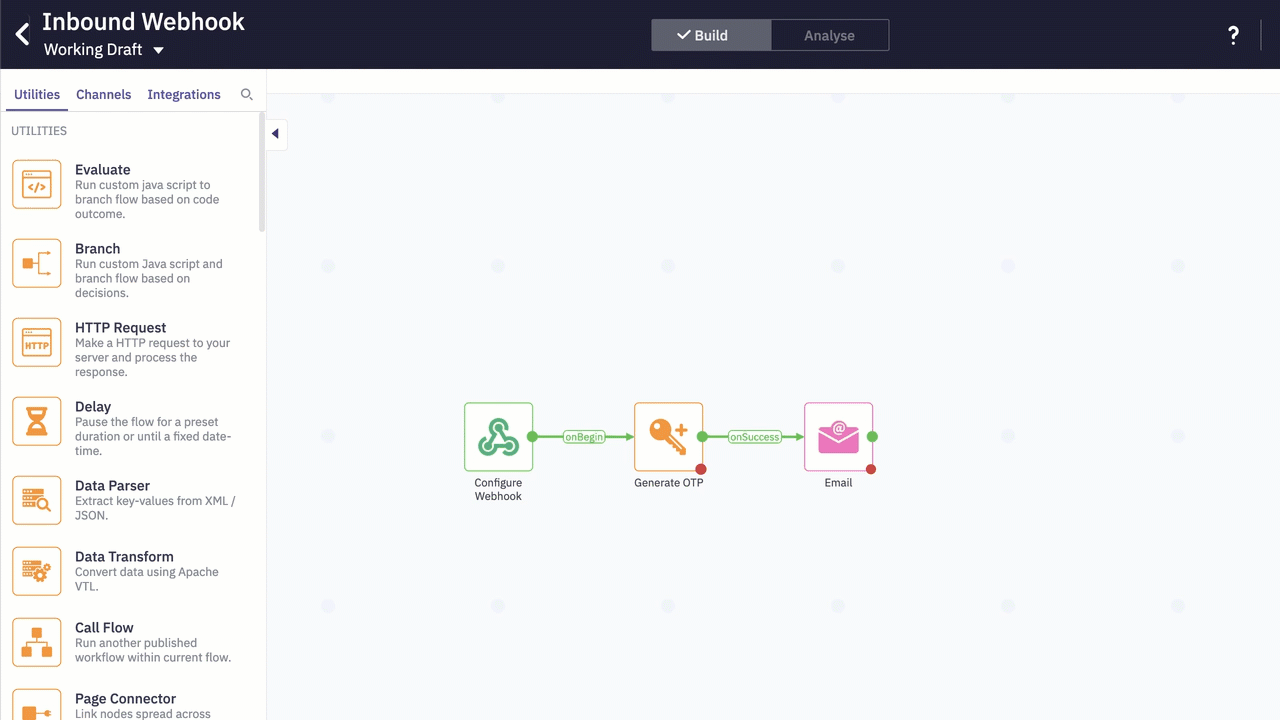 Inbound Webhook
Working Draft
Build
Analyse
?
Utilities
Channels
Integrations
UTILITIES
Evaluate
Run custom java script to
branch flow based on code
outcome.
Branch
Run custom Java script and
branch flow based on
decisions.
HTTP
HTTP Request
Make a HTTP request to your
server and process the
response.
Delay
Pause the flow for a preset
duration or until a fixed date-
time.
Data Parser
Extract key-values from XML /
JSON.
Data Transform
Convert data using Apache
VTL.
Call Flow
Run another published
workflow within current flow.
Page Connector
Link nodes spread across
onBegin
onSuccess
@
Configure
Webhook
Generate OTP
Email